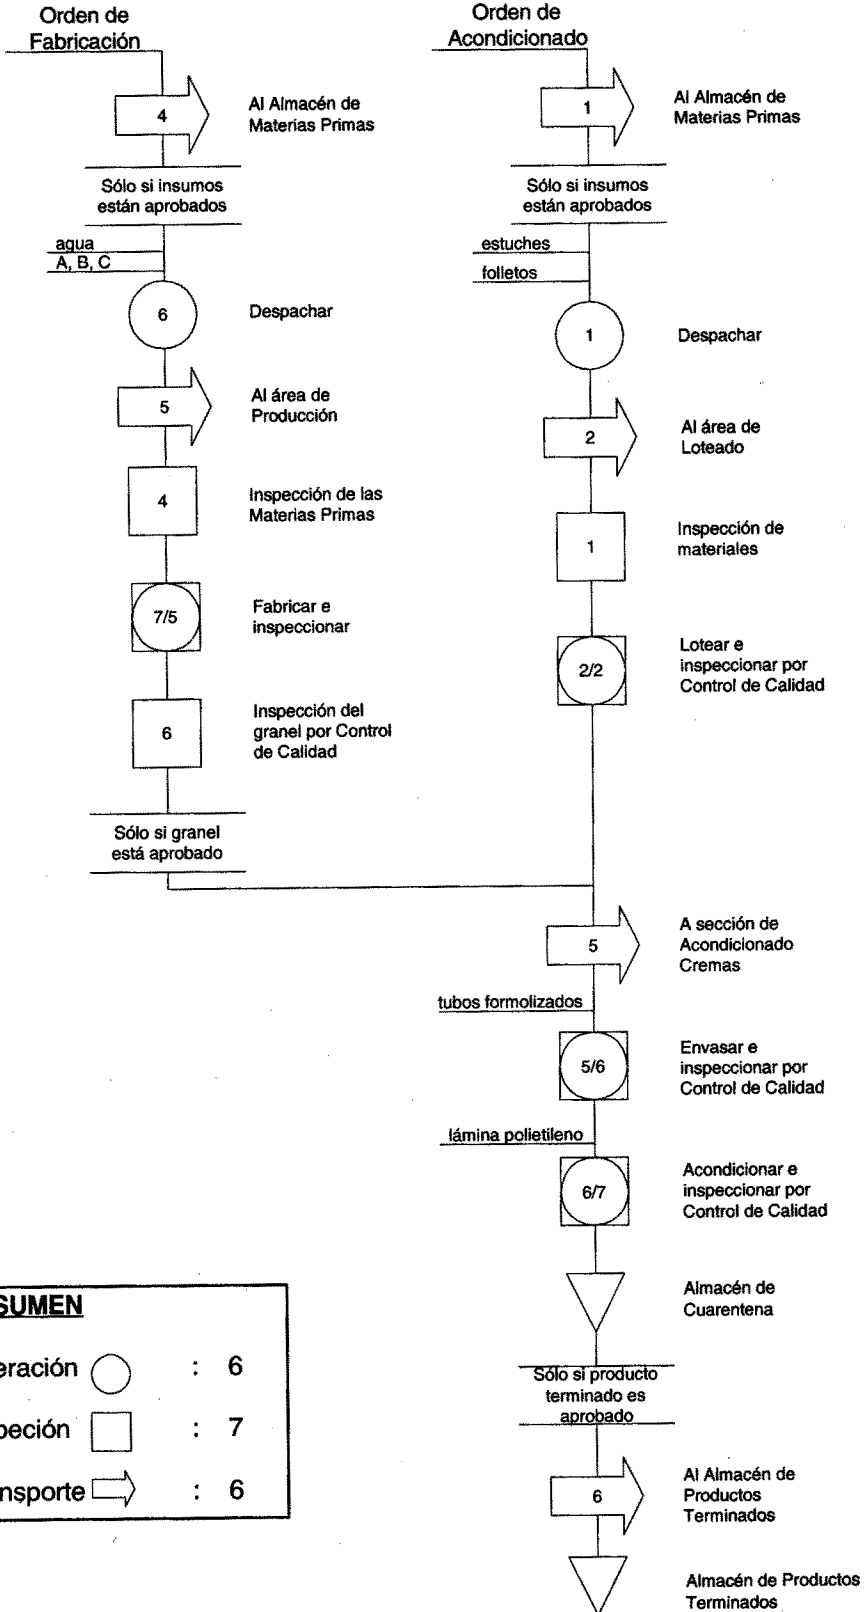 Orden de
Fabricación
4
Al Almacén de
Materias Primas
Sólo si insumos
están aprobados
agua
A, B, C
6
Despachar
5
Al área de
Producción
4
Inspección de las
Materias Primas
7/5
Fabricar e
inspeccionar
6
Inspección del
granel por Control
de Calidad
Sólo si granel
está aprobado
Orden de
Acondicionado
1
Al Almacén de
Materias Primas
Sólo si insumos
están aprobados
estuches
folletos
1
Despachar
2
Al área de
Loteado
1
Inspección de
materiales
2/2
Lotear e
inspeccionar por
Control de Calidad
5
A sección de
Acondicionado
Cremas
tubos formolizados
5/6
Envasar e
inspeccionar por
Control de Calidad
lámina polietileno
6/7
Acondicionar e
inspeccionar por
Control de Calidad
Almacén de
Cuarentena
Sólo si producto
terminado es
aprobado
6
Al Almacén de
Productos
Terminados
Almacén de Productos
Terminados
SUMEN
eración : 6
peción : 7
nsporte : 6